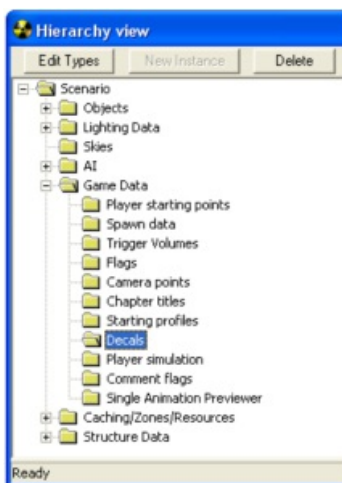 Hierarchy view
Edit Types New Instance Delete
Scenario
Objects
Lighting Data
Skies
AI
Game Data
Player starting points
Spawn data
Trigger Volumes
Flags
Camera points
Chapter titles
Starting profiles
Decals
Player simulation
Comment flags
Single Animation Previewer
Caching/Zones/Resources
Structure Data
Ready